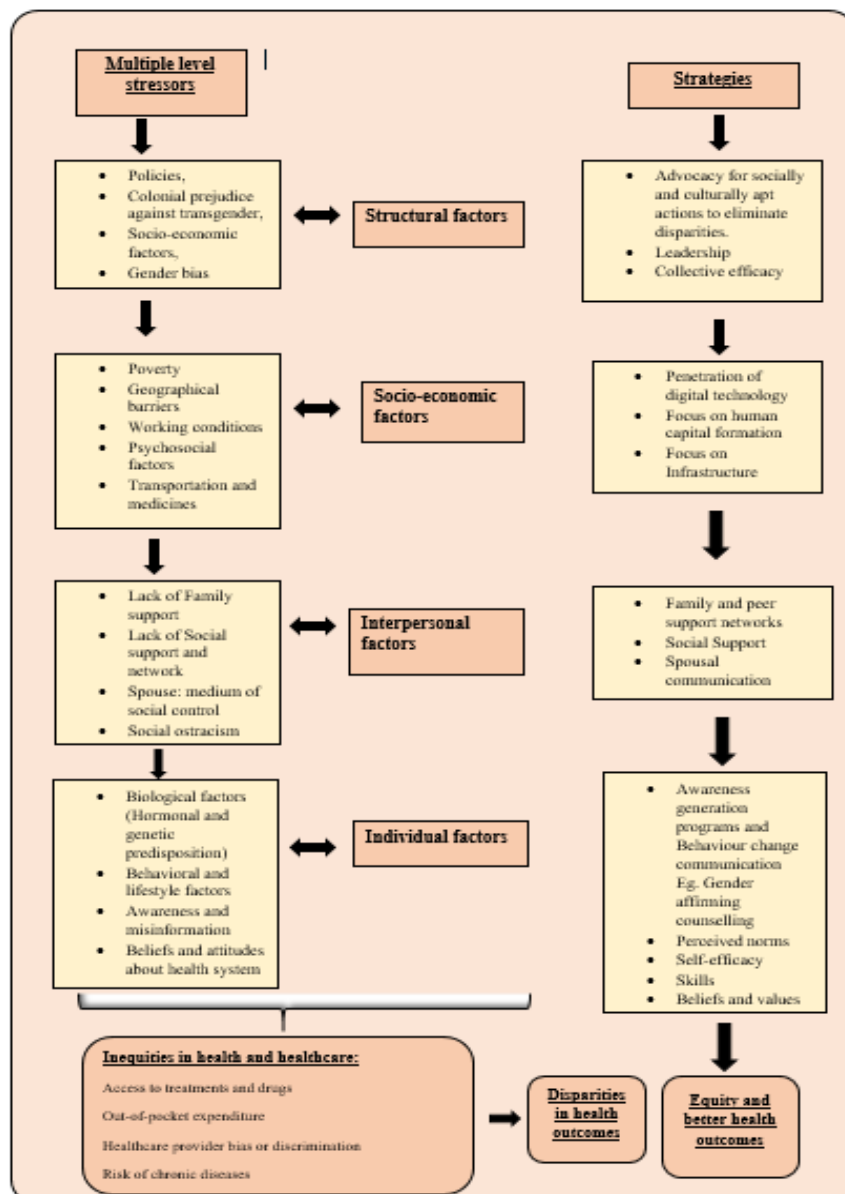 Multiple level
stressors
Policies,
Colonial prejudice
against transgender,
Socio-economic
factors,
Gender bias
Structural factors
Poverty
Geographical
barriers
Working conditions
Psychosocial
factors
Transportation and
medicines
Socio-economic
factors
Lack of Family
support
Lack of Social
support and
network
Spouse: medium of
social control
Social ostracism
Interpersonal
factors
Biological factors
(Hormonal and
genetic
predisposition)
Behavioral and
lifestyle factors
Awareness and
misinformation
Beliefs and attitudes
about health system
Individual factors
Inequities in health and healthcare:
Access to treatments and drugs
Out-of-pocket expenditure
Healthcare provider bias or discrimination
Risk of chronic diseases
Disparities
in health
outcomes
Strategies
Advocacy for socially
and culturally apt
actions to eliminate
disparities.
Leadership
Collective efficacy
Penetration of
digital technology
Focus on human
capital formation
Focus on
Infrastructure
Family and peer
support networks
Social Support
Spousal
communication
Awareness
generation
programs and
Behaviour change
communication
Eg. Gender
affirming
counselling
Perceived norms
Self-efficacy
Skills
Beliefs and values
Equity and
better health
outcomes